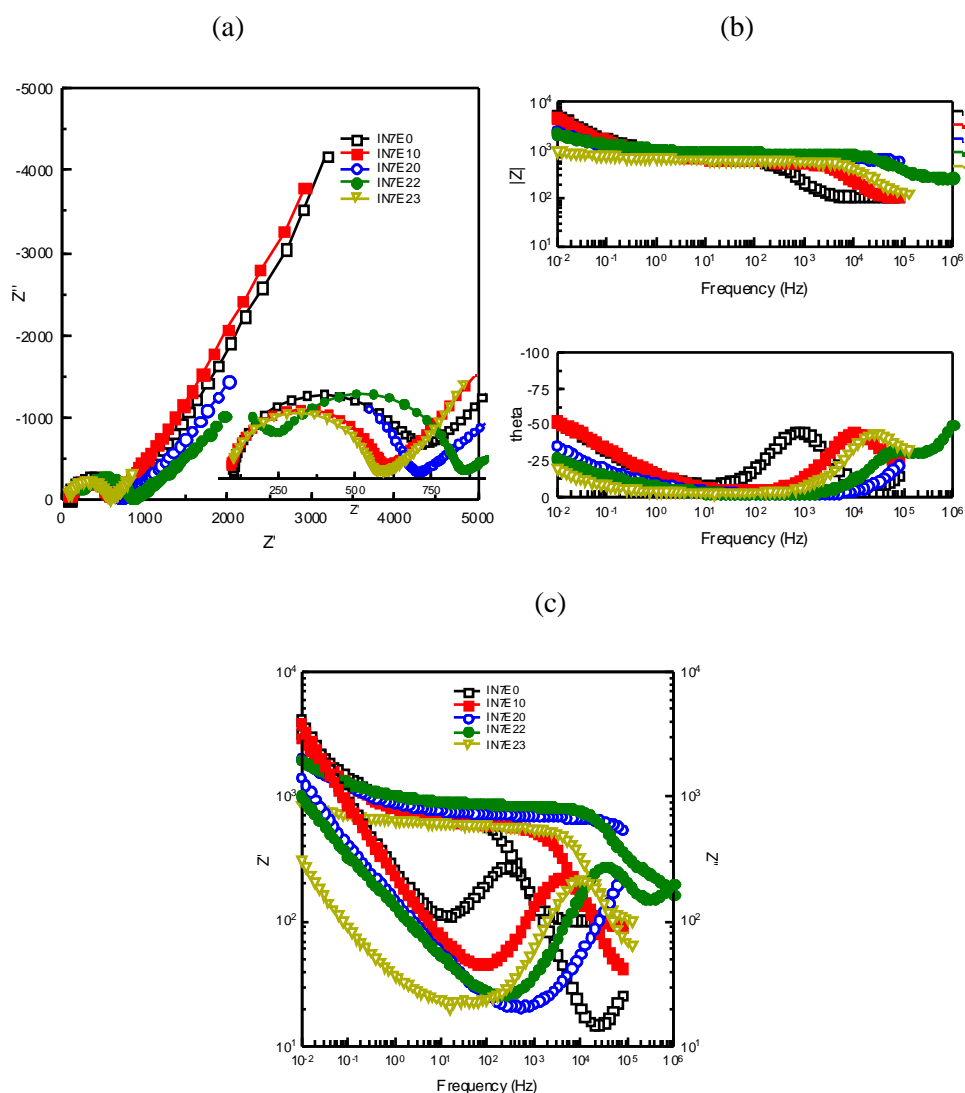 (a)
(b)
-5000
-4000
-3000
-2000
-1000
0
Z''
IN7E0
IN7E10
IN7E20
IN7E22
IN7E23
250
500
750
Z'
0
1000
2000
3000
4000
5000
Z'
10⁴
10³
10²
10¹
|Z|
10⁻² 10⁻¹ 10⁰ 10¹ 10² 10³ 10⁴ 10⁵ 10⁶
Frequency (Hz)
-100
-75
-50
-25
0
theta
10⁻² 10⁻¹ 10⁰ 10¹ 10² 10³ 10⁴ 10⁵ 10⁶
Frequency (Hz)
(c)
10⁴
10³
10²
10¹
Z'
IN7E0
IN7E10
IN7E20
IN7E22
IN7E23
10⁴
10³
10²
10¹
Z''
10⁻² 10⁻¹ 10⁰ 10¹ 10² 10³ 10⁴ 10⁵ 10⁶
Frequency (Hz)